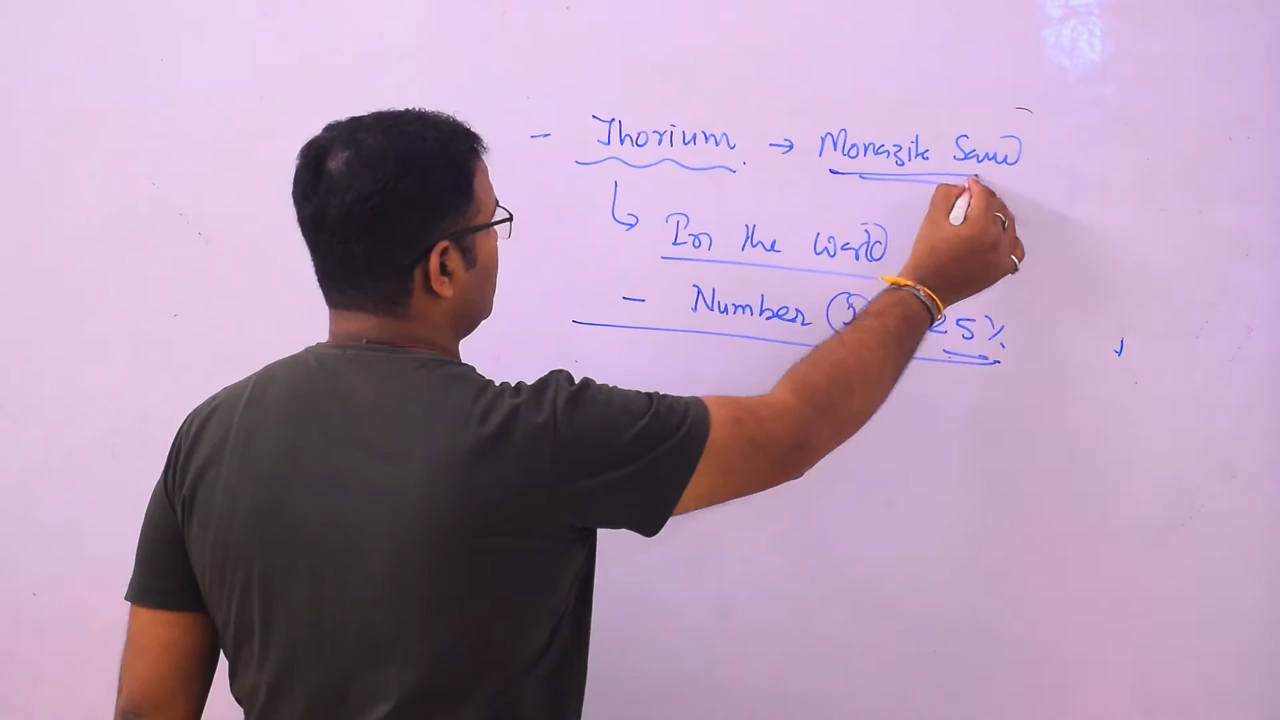 - Thorium → Monazite Sand
↳ In the world
- Number 25%